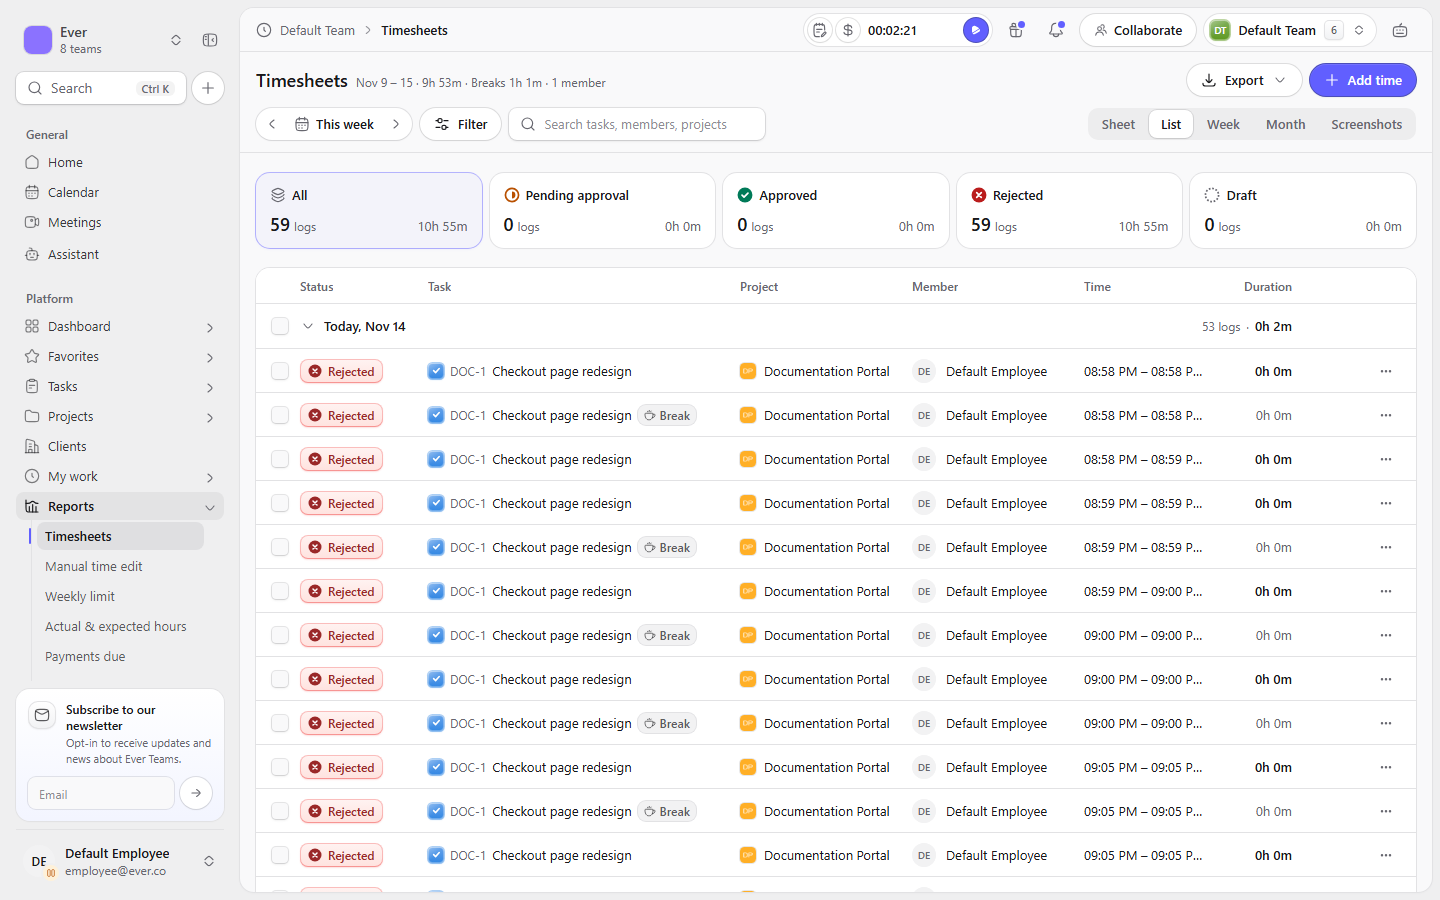 Ever
8 teams
Search Ctrl K
General
Home
Calendar
Meetings
Assistant
Platform
Dashboard
Favorites
Tasks
Projects
Clients
My work
Reports
Timesheets
Manual time edit
Weekly limit
Actual & expected hours
Payments due
Subscribe to our
newsletter
Opt-in to receive updates and
news about Ever Teams.
Email
DE Default Employee
employee@ever.co
Default Team Timesheets
00:02:21
Collaborate
DT Default Team 6
Timesheets Nov 9 – 15 · 9h 53m · Breaks 1h 1m · 1 member
Export
Add time
This week
Filter
Search tasks, members, projects
Sheet List Week Month Screenshots
All
59 logs 10h 55m
Pending approval
0 logs 0h 0m
Approved
0 logs 0h 0m
Rejected
59 logs 10h 55m
Draft
0 logs 0h 0m
Status Task Project Member Time Duration
Today, Nov 14 53 logs · 0h 2m
Rejected DOC-1 Checkout page redesign DP Documentation Portal DE Default Employee 08:58 PM – 08:58 P... 0h 0m
Rejected DOC-1 Checkout page redesign Break DP Documentation Portal DE Default Employee 08:58 PM – 08:58 P... 0h 0m
Rejected DOC-1 Checkout page redesign DP Documentation Portal DE Default Employee 08:58 PM – 08:59 P... 0h 0m
Rejected DOC-1 Checkout page redesign DP Documentation Portal DE Default Employee 08:59 PM – 08:59 P... 0h 0m
Rejected DOC-1 Checkout page redesign Break DP Documentation Portal DE Default Employee 08:59 PM – 08:59 P... 0h 0m
Rejected DOC-1 Checkout page redesign DP Documentation Portal DE Default Employee 08:59 PM – 09:00 P... 0h 0m
Rejected DOC-1 Checkout page redesign Break DP Documentation Portal DE Default Employee 09:00 PM – 09:00 P... 0h 0m
Rejected DOC-1 Checkout page redesign DP Documentation Portal DE Default Employee 09:00 PM – 09:00 P... 0h 0m
Rejected DOC-1 Checkout page redesign Break DP Documentation Portal DE Default Employee 09:00 PM – 09:00 P... 0h 0m
Rejected DOC-1 Checkout page redesign DP Documentation Portal DE Default Employee 09:05 PM – 09:05 P... 0h 0m
Rejected DOC-1 Checkout page redesign Break DP Documentation Portal DE Default Employee 09:05 PM – 09:05 P... 0h 0m
Rejected DOC-1 Checkout page redesign DP Documentation Portal DE Default Employee 09:05 PM – 09:05 P... 0h 0m